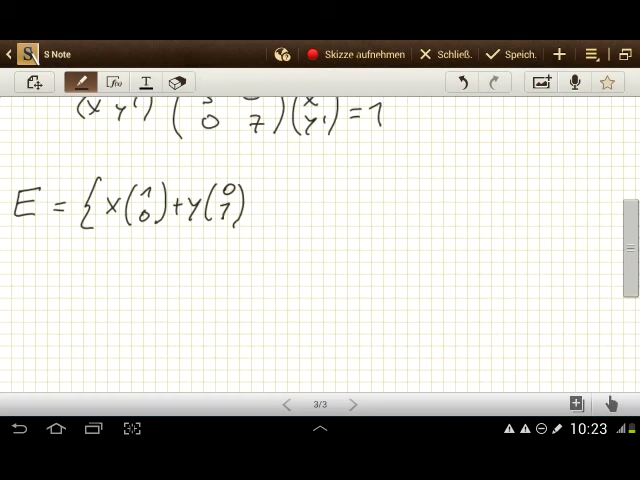 S Note
Skizze aufnehmen
Schließ.
Speich.
(x' y') ( 0 7 ) ( x' y' ) = 1
E = { x (1 0) + y (0 1)
3/3
10:23